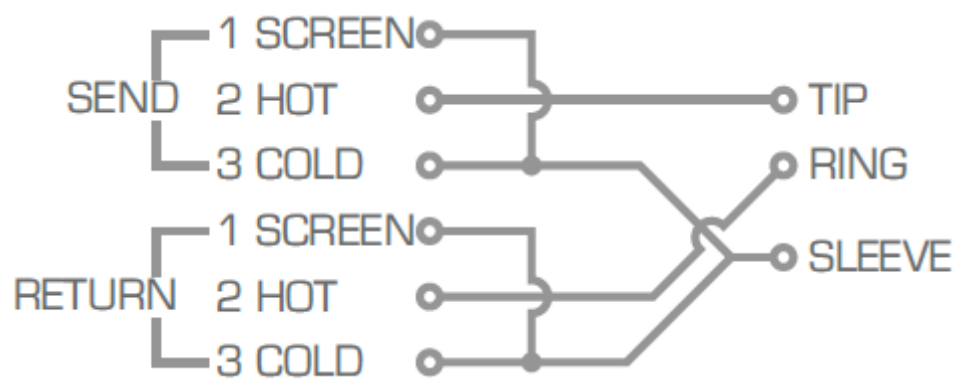 1 SCREEN
SEND 2 HOT TIP
3 COLD RING
1 SCREEN
SLEEVE
RETURN 2 HOT
3 COLD